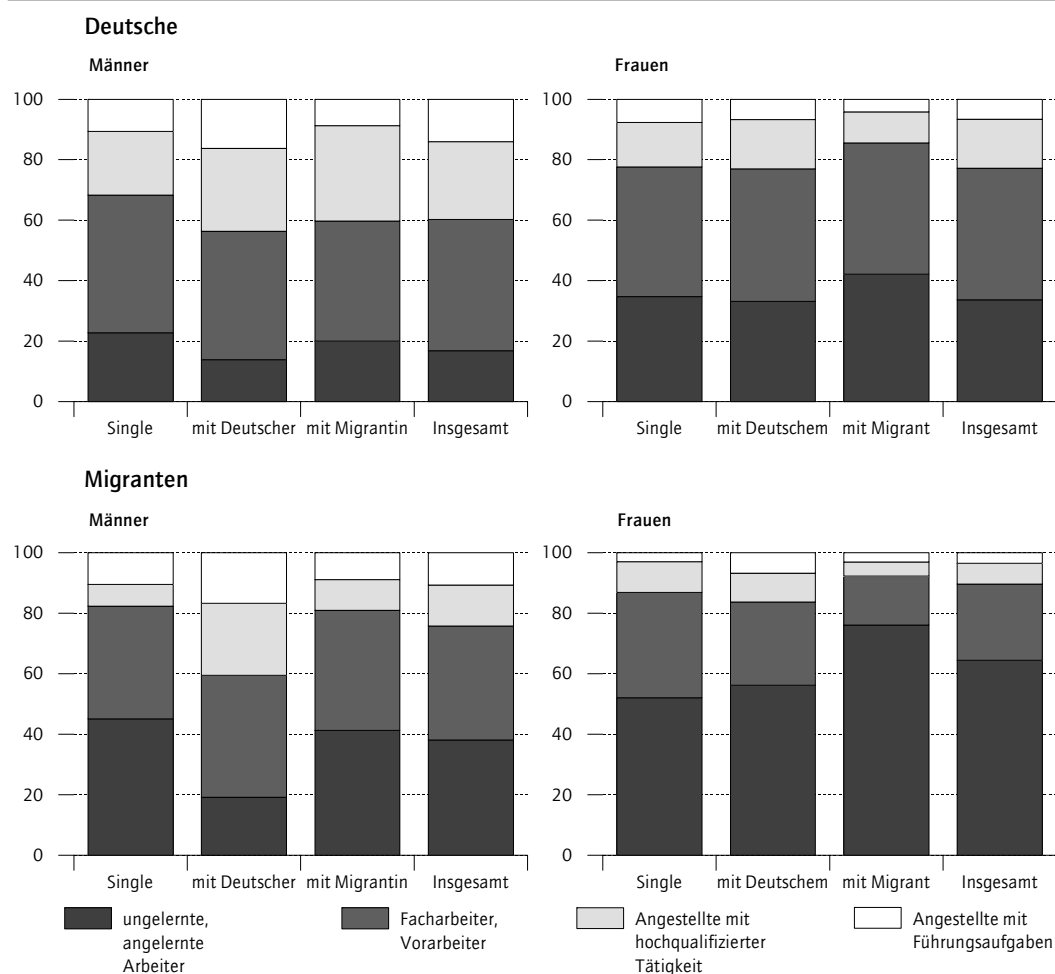 Deutsche
Männer
Frauen
100
80
60
40
20
0
Single mit Deutscher mit Migrantin Insgesamt
100
80
60
40
20
0
Single mit Deutschem mit Migrant Insgesamt
Migranten
Männer
Frauen
100
80
60
40
20
0
Single mit Deutscher mit Migrantin Insgesamt
100
80
60
40
20
0
Single mit Deutschem mit Migrant Insgesamt
ungelernte,
angelernte
Arbeiter
Facharbeiter,
Vorarbeiter
Angestellte mit
hochqualifizierter
Tätigkeit
Angestellte mit
Führungsaufgaben